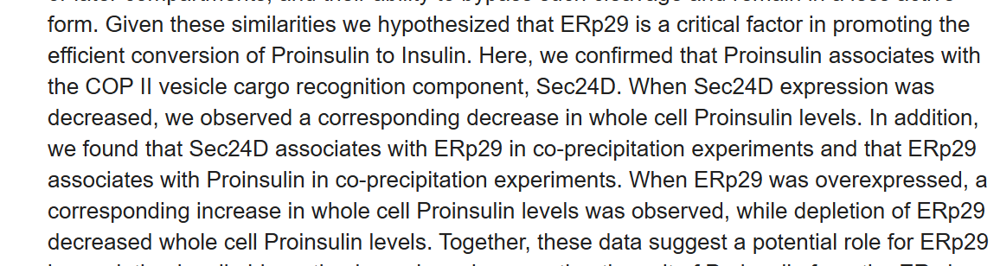 form. Given these similarities we hypothesized that ERp29 is a critical factor in promoting the
efficient conversion of Proinsulin to Insulin. Here, we confirmed that Proinsulin associates with
the COP II vesicle cargo recognition component, Sec24D. When Sec24D expression was
decreased, we observed a corresponding decrease in whole cell Proinsulin levels. In addition,
we found that Sec24D associates with ERp29 in co-precipitation experiments and that ERp29
associates with Proinsulin in co-precipitation experiments. When ERp29 was overexpressed, a
corresponding increase in whole cell Proinsulin levels was observed, while depletion of ERp29
decreased whole cell Proinsulin levels. Together, these data suggest a potential role for ERp29